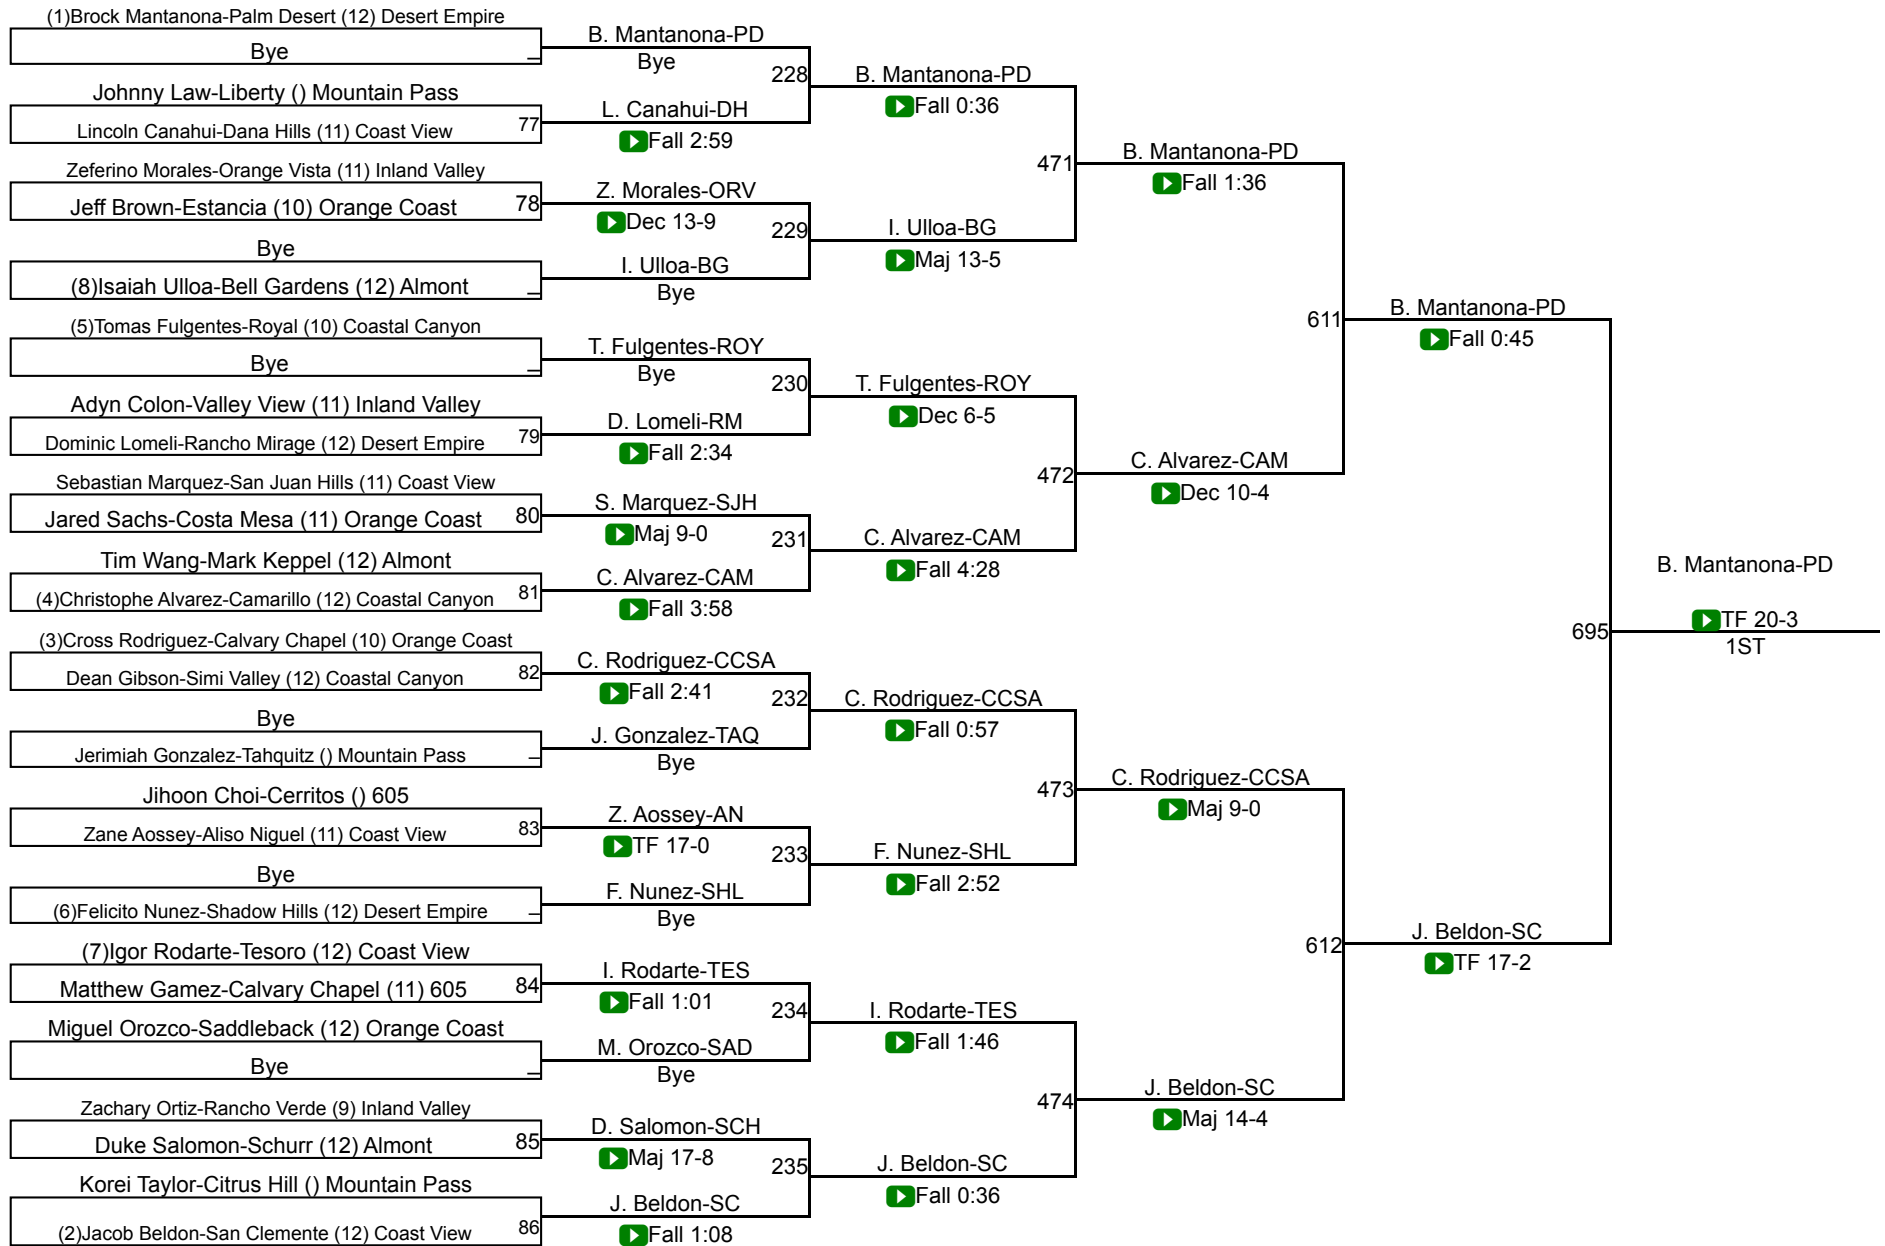 (1)Brock Mantanona-Palm Desert (12) Desert Empire
Bye
Johnny Law-Liberty () Mountain Pass
77
Lincoln Canahui-Dana Hills (11) Coast View
Zeferino Morales-Orange Vista (11) Inland Valley
78
Jeff Brown-Estancia (10) Orange Coast
Bye
(8)Isaiah Ulloa-Bell Gardens (12) Almont
(5)Tomas Fulgentes-Royal (10) Coastal Canyon
Bye
Adyn Colon-Valley View (11) Inland Valley
79
Dominic Lomeli-Rancho Mirage (12) Desert Empire
Sebastian Marquez-San Juan Hills (11) Coast View
80
Jared Sachs-Costa Mesa (11) Orange Coast
Tim Wang-Mark Keppel (12) Almont
81
(4)Christophe Alvarez-Camarillo (12) Coastal Canyon
(3)Cross Rodriguez-Calvary Chapel (10) Orange Coast
82
Dean Gibson-Simi Valley (12) Coastal Canyon
Bye
Jerimiah Gonzalez-Tahquitz () Mountain Pass
Jihoon Choi-Cerritos () 605
83
Zane Aossey-Aliso Niguel (11) Coast View
Bye
(6)Felicito Nunez-Shadow Hills (12) Desert Empire
(7)Igor Rodarte-Tesoro (12) Coast View
84
Matthew Gamez-Calvary Chapel (11) 605
Miguel Orozco-Saddleback (12) Orange Coast
Bye
Zachary Ortiz-Rancho Verde (9) Inland Valley
85
Duke Salomon-Schurr (12) Almont
Korei Taylor-Citrus Hill () Mountain Pass
86
(2)Jacob Beldon-San Clemente (12) Coast View
B. Mantanona-PD
Bye
228
L. Canahui-DH
Fall 2:59
Z. Morales-ORV
Dec 13-9
229
I. Ulloa-BG
Bye
T. Fulgentes-ROY
Bye
230
D. Lomeli-RM
Fall 2:34
S. Marquez-SJH
Maj 9-0
231
C. Alvarez-CAM
Fall 3:58
C. Rodriguez-CCSA
Fall 2:41
232
J. Gonzalez-TAQ
Bye
Z. Aossey-AN
TF 17-0
233
F. Nunez-SHL
Bye
I. Rodarte-TES
Fall 1:01
234
M. Orozco-SAD
Bye
D. Salomon-SCH
Maj 17-8
235
J. Beldon-SC
Fall 1:08
B. Mantanona-PD
Fall 0:36
471
I. Ulloa-BG
Maj 13-5
T. Fulgentes-ROY
Dec 6-5
472
C. Alvarez-CAM
Fall 4:28
C. Rodriguez-CCSA
Fall 0:57
473
F. Nunez-SHL
Fall 2:52
I. Rodarte-TES
Fall 1:46
474
J. Beldon-SC
Fall 0:36
B. Mantanona-PD
Fall 1:36
611
C. Alvarez-CAM
Dec 10-4
C. Rodriguez-CCSA
Maj 9-0
612
J. Beldon-SC
Maj 14-4
B. Mantanona-PD
Fall 0:45
695
J. Beldon-SC
TF 17-2
B. Mantanona-PD
TF 20-3
1ST